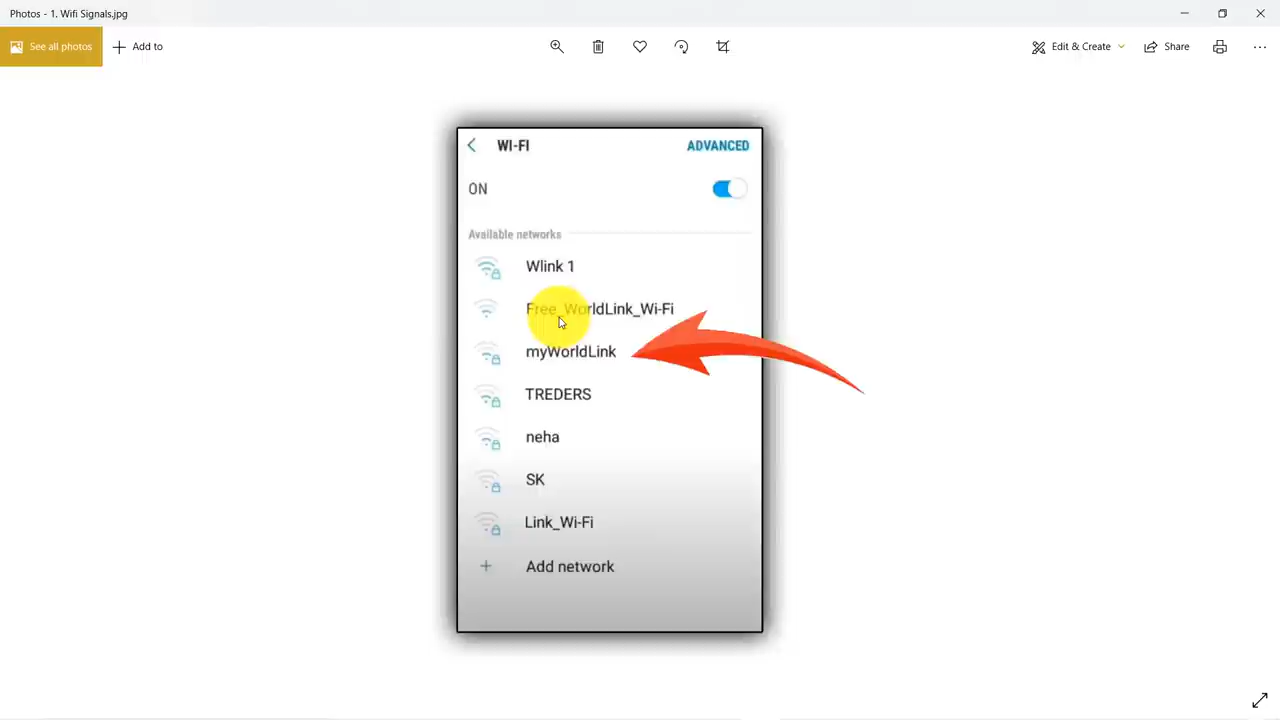 Photos - 1. Wifi Signals.jpg
See all photos
Add to
Edit & Create
Share
WI-FI
ADVANCED
ON
Available networks
Wlink 1
Free_WorldLink_Wi-Fi
myWorldLink
TREDERS
neha
SK
Link_Wi-Fi
Add network